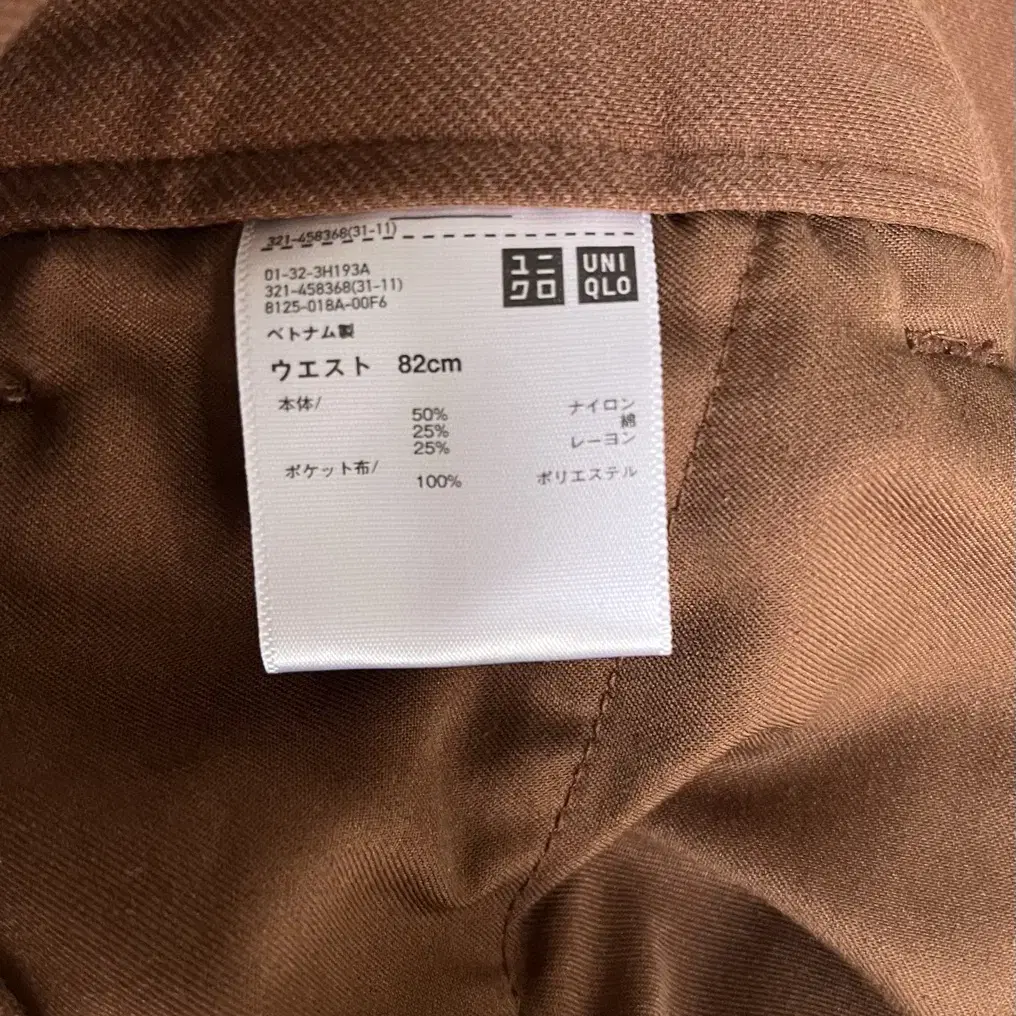 321-458368(31-11)
01-32-3H193A
321-458368(31-11)
8125-018A-00F6
ユニ
クロ
UNI
QLO
ベトナム製
ウエスト 82cm
本体/ 50% ナイロン
25% 綿
25% レーヨン
ポケット布/ 100% ポリエステル